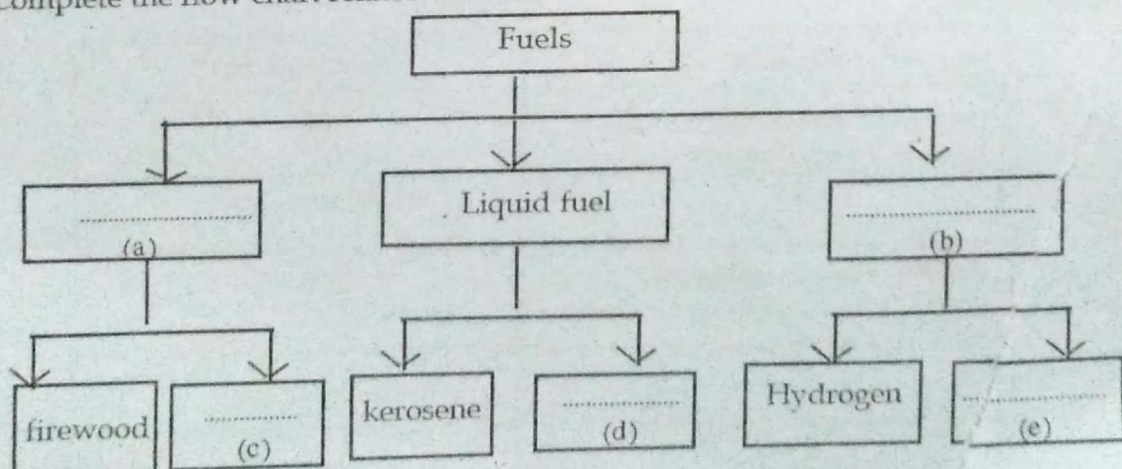 Complete the Flow chart
Fuels
Liquid fuel
....................
(a)
....................
(b)
firewood
............
(c)
kerosene
............
(d)
Hydrogen
............
(e)